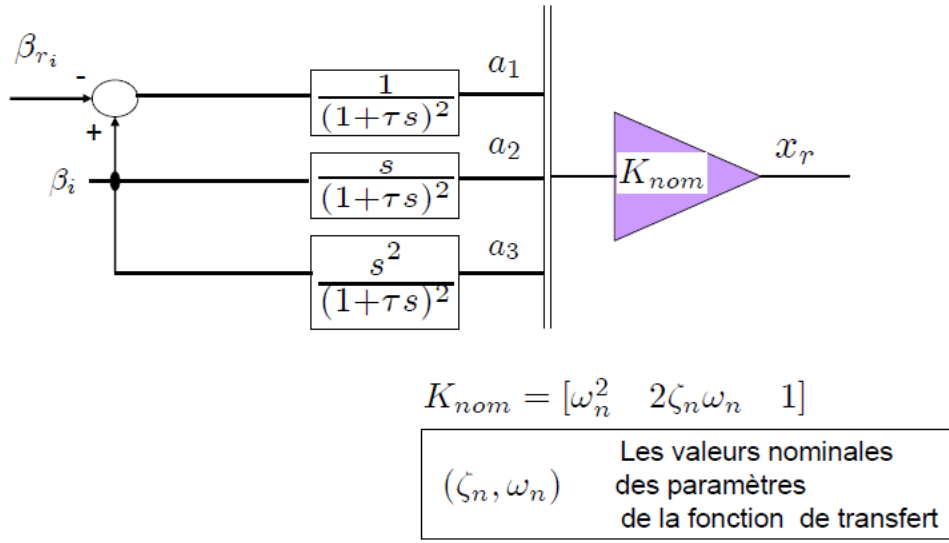 β_{r_i}
-
+
β_i
1/(1+τs)^2
a_1
s/(1+τs)^2
a_2
s^2/(1+τs)^2
a_3
K_{nom}
x_r
K_{nom} = [ω_n^2 2ζ_nω_n 1]
(ζ_n, ω_n)
Les valeurs nominales
des paramètres
de la fonction de transfert